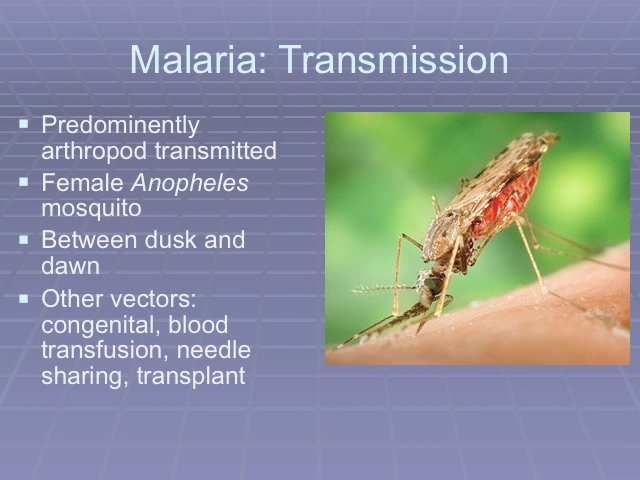 Malaria: Transmission
Predominently
arthropod transmitted
Female Anopheles
mosquito
Between dusk and
dawn
Other vectors:
congenital, blood
transfusion, needle
sharing, transplant